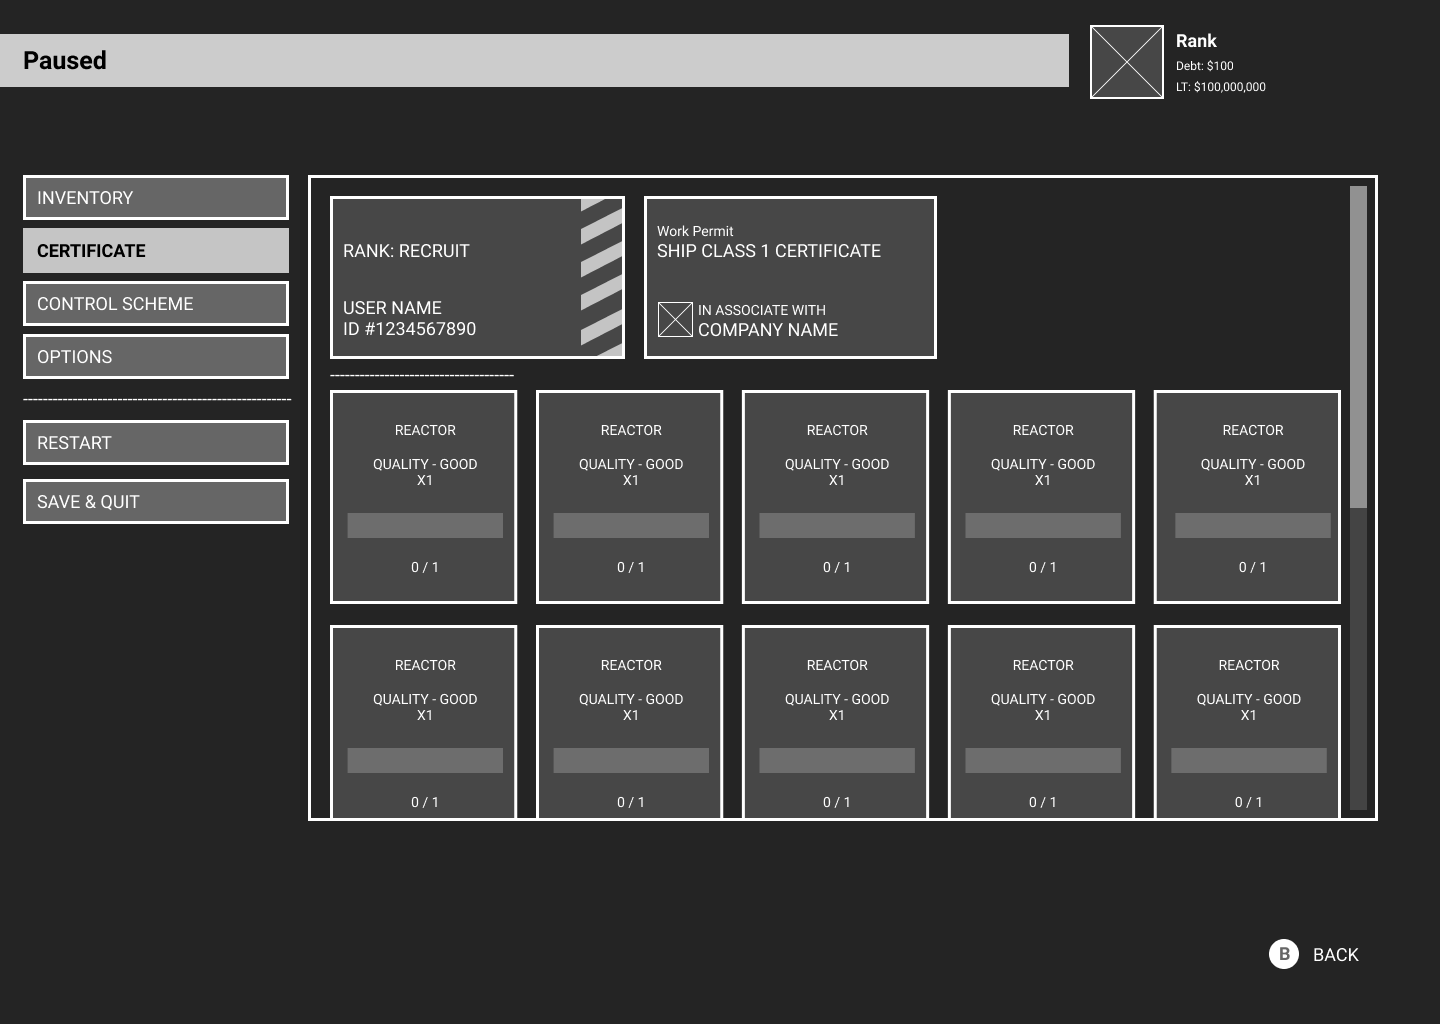 Paused
Rank
Debt: $100
LT: $100,000,000
INVENTORY
CERTIFICATE
CONTROL SCHEME
OPTIONS
-------------------------------------------------------
RESTART
SAVE & QUIT
RANK: RECRUIT
USER NAME
ID #1234567890
Work Permit
SHIP CLASS 1 CERTIFICATE
IN ASSOCIATE WITH
COMPANY NAME
-------------------------------------
REACTOR REACTOR REACTOR REACTOR REACTOR
QUALITY - GOOD QUALITY - GOOD QUALITY - GOOD QUALITY - GOOD QUALITY - GOOD
X1 X1 X1 X1 X1
0 / 1 0 / 1 0 / 1 0 / 1 0 / 1
REACTOR REACTOR REACTOR REACTOR REACTOR
QUALITY - GOOD QUALITY - GOOD QUALITY - GOOD QUALITY - GOOD QUALITY - GOOD
X1 X1 X1 X1 X1
0 / 1 0 / 1 0 / 1 0 / 1 0 / 1
B BACK